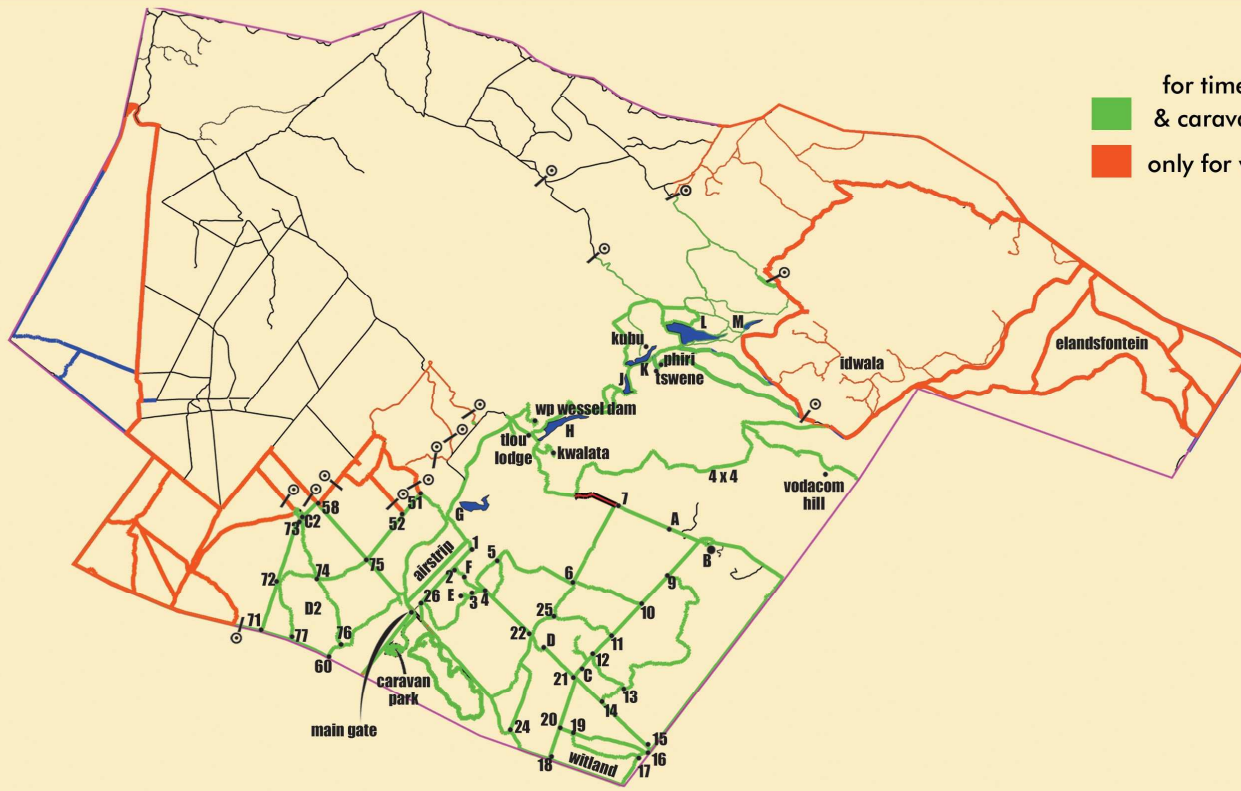 for time
& carava
only for
L
M
kubu
phiri
K
tswene
J
idwala
elandsfontein
wp wessel dam
H
tlou
lodge
kwalata
4 x 4
vodacom
hill
7
A
B
G
51
52
58
73
C2
75
74
72
D2
71
77
76
60
airstrip
1
2
F
5
E
3
4
26
6
9
10
25
22
D
11
12
21
C
13
14
caravan
park
main gate
24
20
19
18
witland
15
16
17